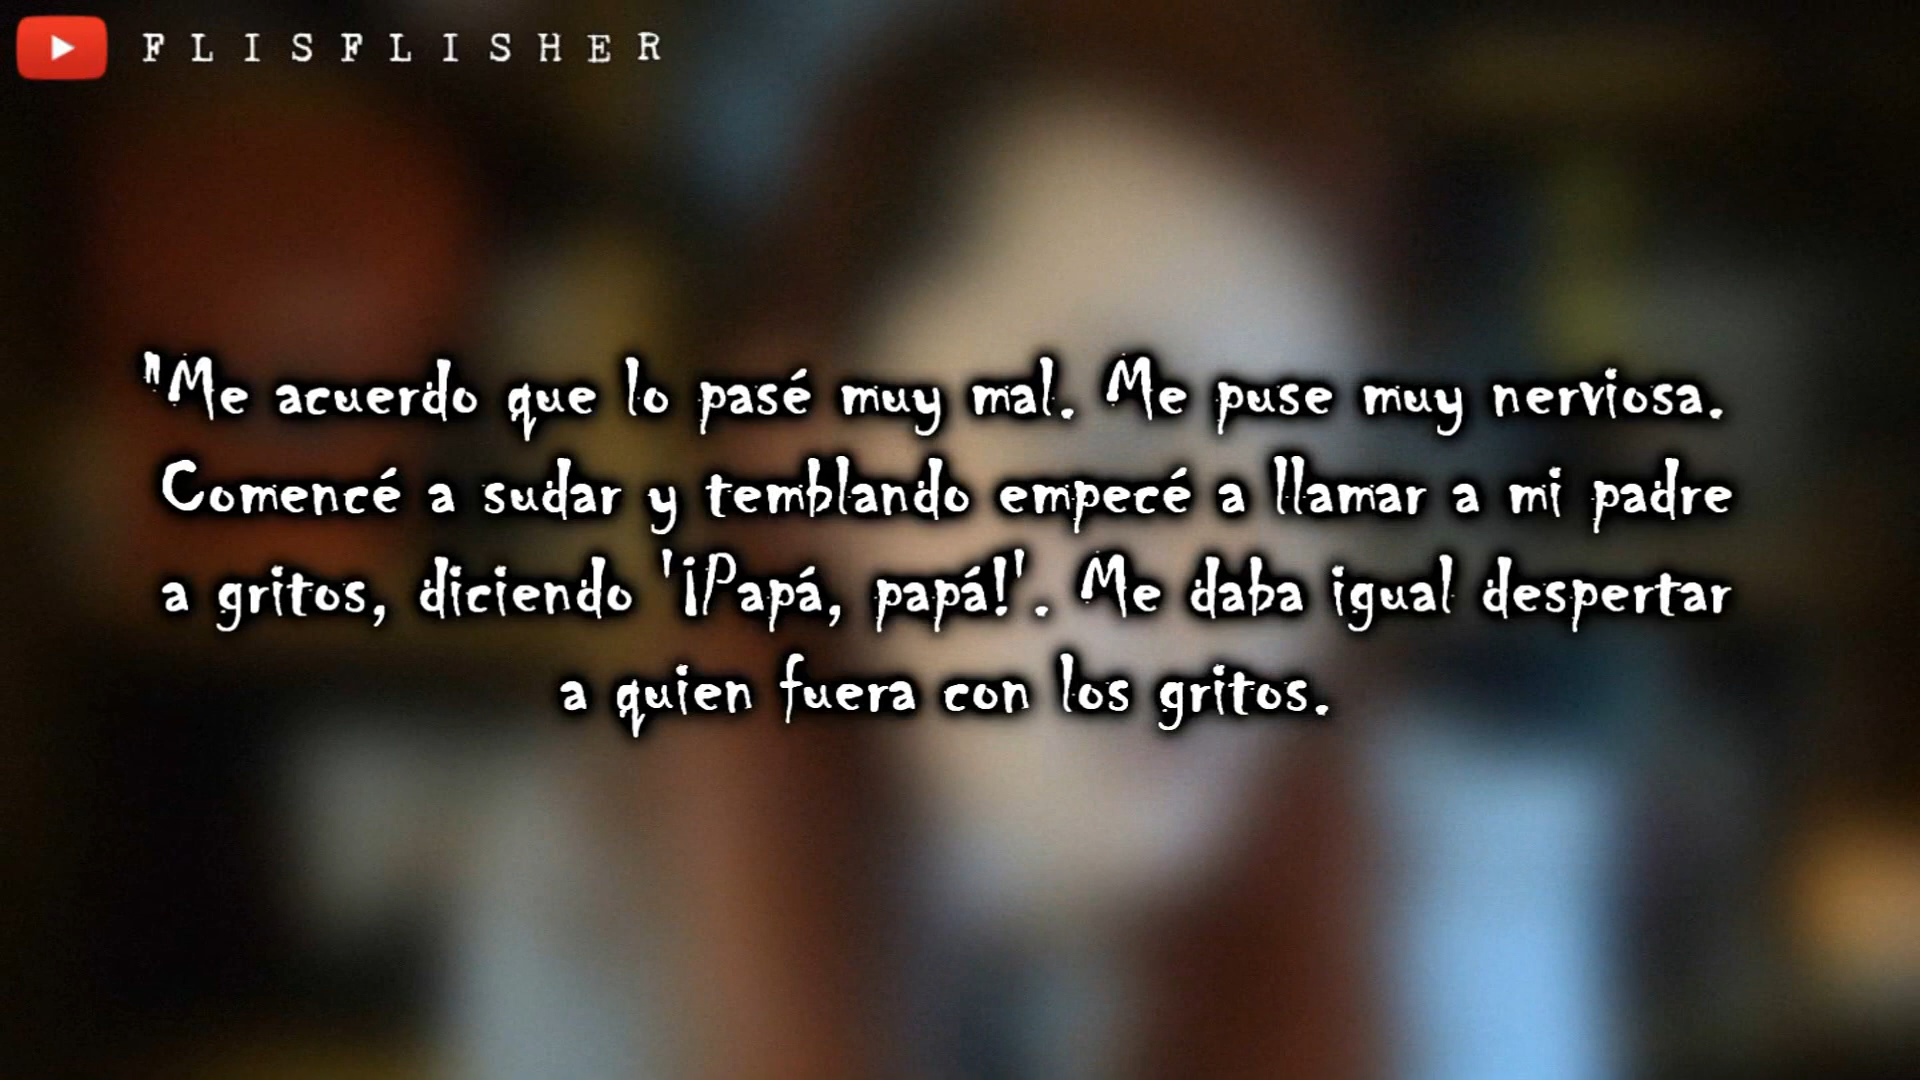 FLISFLISHER
"Me acuerdo que lo pasé muy mal. Me puse muy nerviosa.
Comencé a sudar y temblando empecé a llamar a mi padre
a gritos, diciendo '¡Papá, papá!'. Me daba igual despertar
a quien fuera con los gritos.